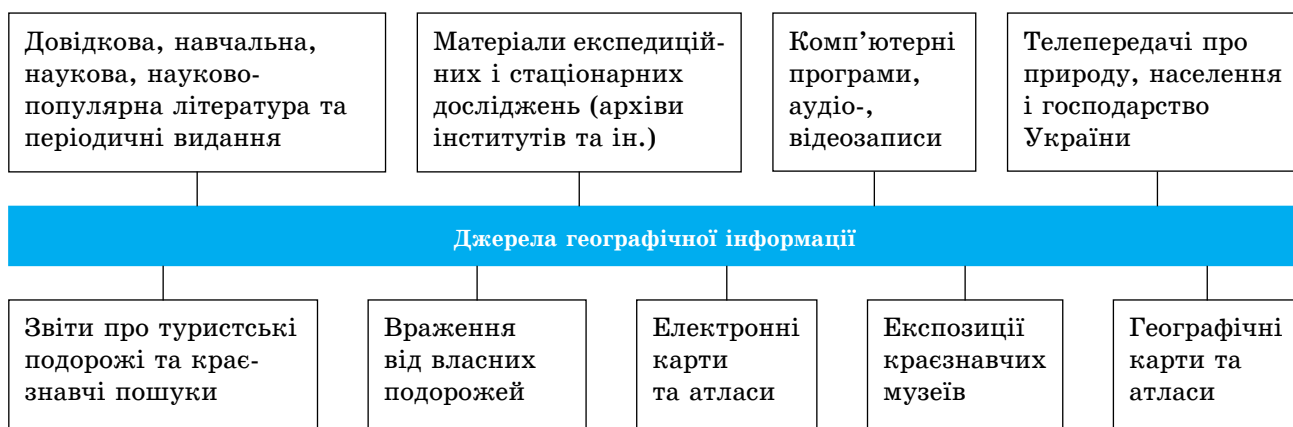 Довідкова, навчальна,
наукова, науково-
популярна література та
періодичні видання
Матеріали експедицій-
них і стаціонарних
досліджень (архіви
інститутів та ін.)
Комп’ютерні
програми,
аудіо-,
відеозаписи
Телепередачі про
природу, населення
і господарство
України
Джерела географічної інформації
Звіти про туристські
подорожі та крає-
знавчі пошуки
Враження
від власних
подорожей
Електронні
карти
та атласи
Експозиції
краєзнавчих
музеїв
Географічні
карти та
атласи